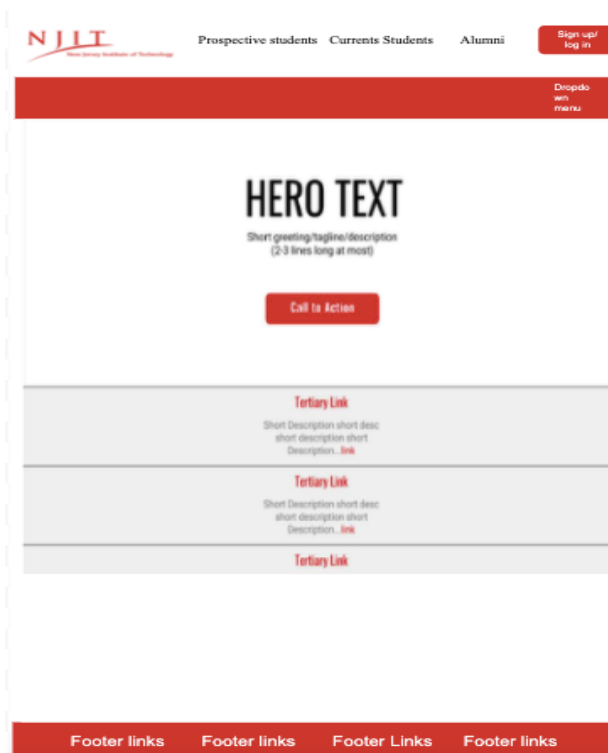 NJIT
New Jersey Institute of Technology
Prospective students Currents Students Alumni
Sign up/
log in
Dropdo
wn
menu
HERO TEXT
Short greeting/tagline/description
(2-3 lines long at most)
Call to Action
Tertiary Link
Short Description short desc
short description short
Description...link
Tertiary Link
Short Description short desc
short description short
Description...link
Tertiary Link
Footer links Footer links Footer Links Footer links